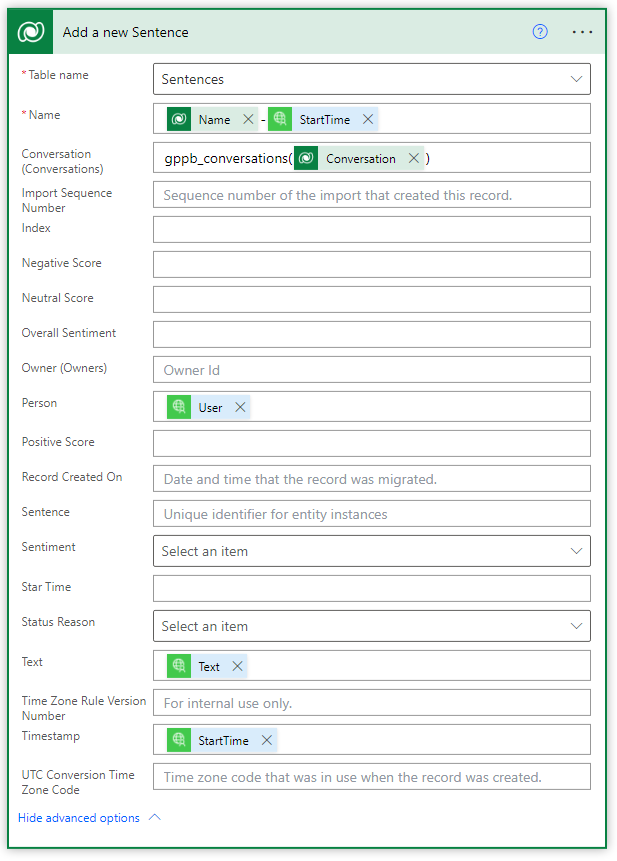 Add a new Sentence
* Table name
Sentences
* Name
Name - StartTime
Conversation (Conversations)
gppb_conversations( Conversation )
Import Sequence Number
Sequence number of the import that created this record.
Index
Negative Score
Neutral Score
Overall Sentiment
Owner (Owners)
Owner Id
Person
User
Positive Score
Record Created On
Date and time that the record was migrated.
Sentence
Unique identifier for entity instances
Sentiment
Select an item
Star Time
Status Reason
Select an item
Text
Text
Time Zone Rule Version Number
For internal use only.
Timestamp
StartTime
UTC Conversion Time Zone Code
Time zone code that was in use when the record was created.
Hide advanced options